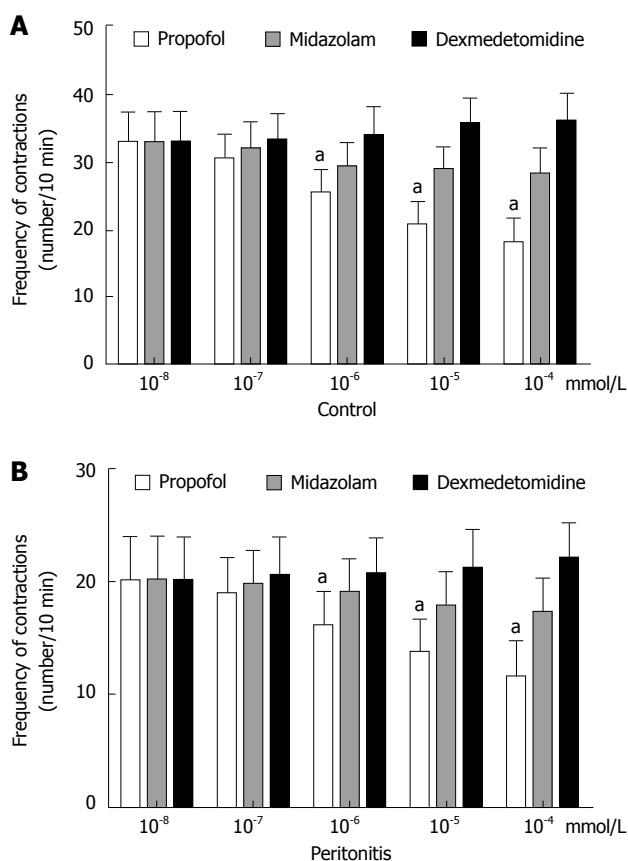 A
Propofol Midazolam Dexmedetomidine
Frequency of contractions
(number/10 min)
50
40
30
20
10
0
a
a
a
10⁻⁸ 10⁻⁷ 10⁻⁶ 10⁻⁵ 10⁻⁴ mmol/L
Control
B
Propofol Midazolam Dexmedetomidine
Frequency of contractions
(number/10 min)
30
20
10
0
a
a
a
10⁻⁸ 10⁻⁷ 10⁻⁶ 10⁻⁵ 10⁻⁴ mmol/L
Peritonitis